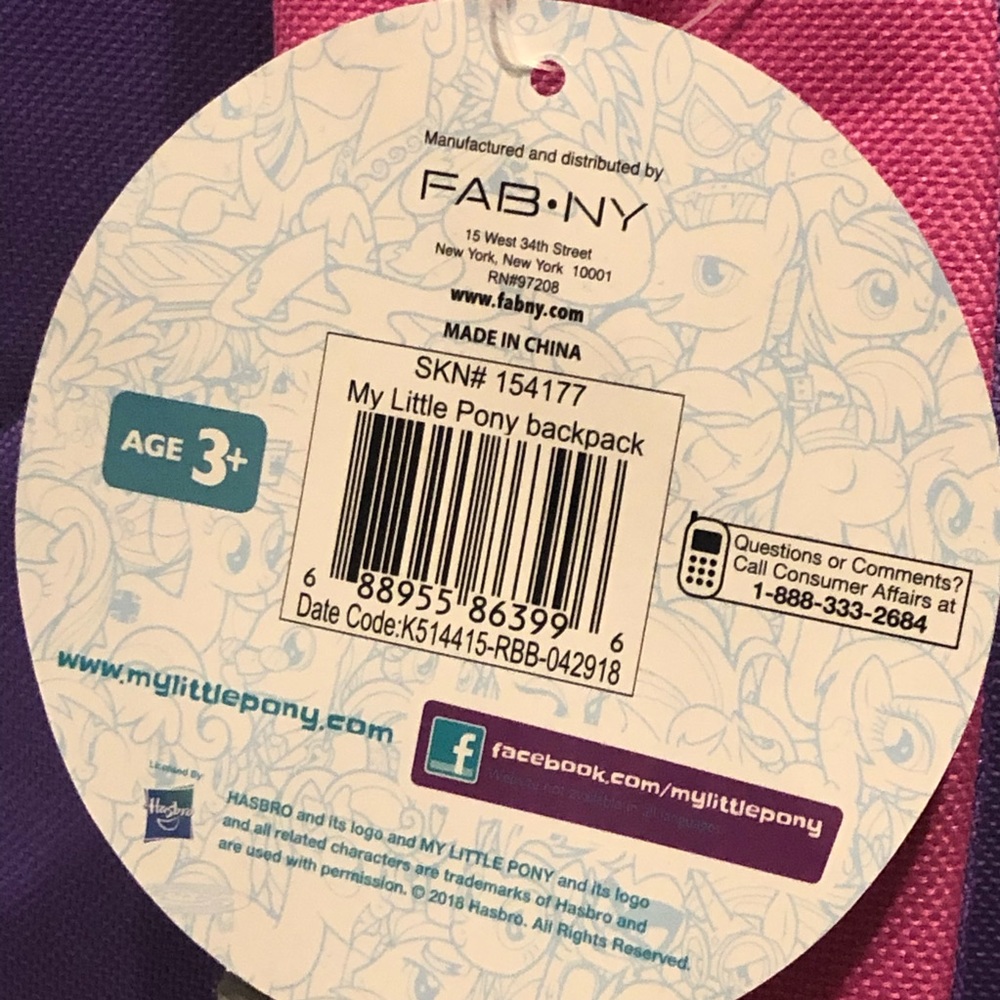 Manufactured and distributed by
FAB•NY
15 West 34th Street
New York, New York 10001
RN#97208
www.fabny.com
MADE IN CHINA
SKN# 154177
My Little Pony backpack
6 88955 86399 6
Date Code:K514415-RBB-042918
AGE 3+
Questions or Comments?
Call Consumer Affairs at
1-888-333-2684
www.mylittlepony.com
f
facebook.com/mylittlepony
Licensed By
Hasbro
HASBRO and its logo and MY LITTLE PONY and its logo
and all related characters are trademarks of Hasbro and
are used with permission. © 2018 Hasbro. All Rights Reserved.